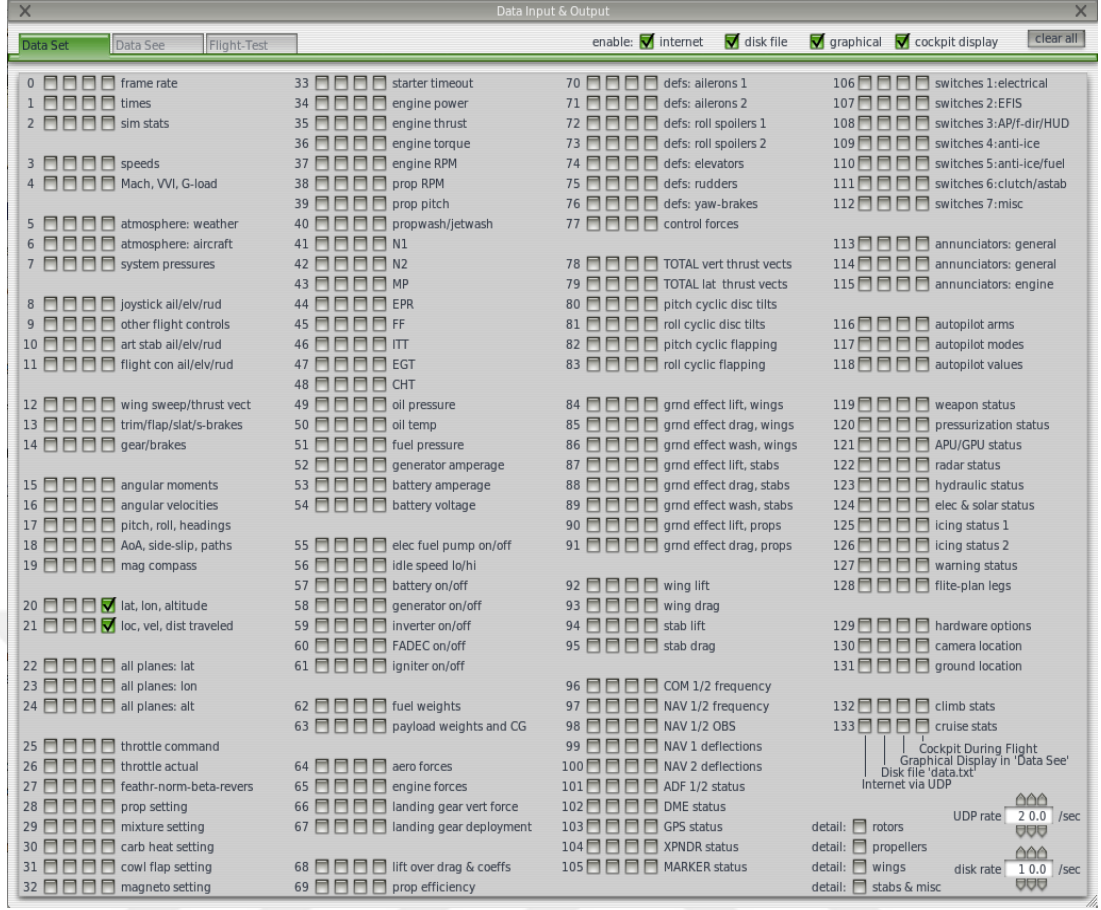 Data Input & Output
Data Set
Data See
Flight-Test
enable: internet disk file graphical cockpit display clear all
0 frame rate
1 times
2 sim stats
3 speeds
4 Mach, VVI, G-load
5 atmosphere: weather
6 atmosphere: aircraft
7 system pressures
8 joystick ail/elv/rud
9 other flight controls
10 art stab ail/elv/rud
11 flight con ail/elv/rud
12 wing sweep/thrust vect
13 trim/flap/slat/s-brakes
14 gear/brakes
15 angular moments
16 angular velocities
17 pitch, roll, headings
18 AoA, side-slip, paths
19 mag compass
20 lat, lon, altitude
21 loc, vel, dist traveled
22 all planes: lat
23 all planes: lon
24 all planes: alt
25 throttle command
26 throttle actual
27 feathr-norm-beta-revers
28 prop setting
29 mixture setting
30 carb heat setting
31 cowl flap setting
32 magneto setting
33 starter timeout
34 engine power
35 engine thrust
36 engine torque
37 engine RPM
38 prop RPM
39 prop pitch
40 propwash/jetwash
41 N1
42 N2
43 MP
44 EPR
45 FF
46 ITT
47 EGT
48 CHT
49 oil pressure
50 oil temp
51 fuel pressure
52 generator amperage
53 battery amperage
54 battery voltage
55 elec fuel pump on/off
56 idle speed lo/hi
57 battery on/off
58 generator on/off
59 inverter on/off
60 FADEC on/off
61 igniter on/off
62 fuel weights
63 payload weights and CG
64 aero forces
65 engine forces
66 landing gear vert force
67 landing gear deployment
68 lift over drag & coeffs
69 prop efficiency
70 defs: ailerons 1
71 defs: ailerons 2
72 defs: roll spoilers 1
73 defs: roll spoilers 2
74 defs: elevators
75 defs: rudders
76 defs: yaw-brakes
77 control forces
78 TOTAL vert thrust vects
79 TOTAL lat thrust vects
80 pitch cyclic disc tilts
81 roll cyclic disc tilts
82 pitch cyclic flapping
83 roll cyclic flapping
84 grnd effect lift, wings
85 grnd effect drag, wings
86 grnd effect wash, wings
87 grnd effect lift, stabs
88 grnd effect drag, stabs
89 grnd effect wash, stabs
90 grnd effect lift, props
91 grnd effect drag, props
92 wing lift
93 wing drag
94 stab lift
95 stab drag
96 COM 1/2 frequency
97 NAV 1/2 frequency
98 NAV 1/2 OBS
99 NAV 1 deflections
100 NAV 2 deflections
101 ADF 1/2 status
102 DME status
103 GPS status
104 XPNDR status
105 MARKER status
106 switches 1:electrical
107 switches 2:EFIS
108 switches 3:AP/f-dir/HUD
109 switches 4:anti-ice
110 switches 5:anti-ice/fuel
111 switches 6:clutch/astab
112 switches 7:misc
113 annunciators: general
114 annunciators: general
115 annunciators: engine
116 autopilot arms
117 autopilot modes
118 autopilot values
119 weapon status
120 pressurization status
121 APU/GPU status
122 radar status
123 hydraulic status
124 elec & solar status
125 icing status 1
126 icing status 2
127 warning status
128 flite-plan legs
129 hardware options
130 camera location
131 ground location
132 climb stats
133 cruise stats
Cockpit During Flight
Graphical Display in 'Data See'
Disk file 'data.txt'
Internet via UDP
UDP rate 2 0.0 /sec
detail: rotors
detail: propellers
detail: wings
disk rate 1 0.0 /sec
detail: stabs & misc